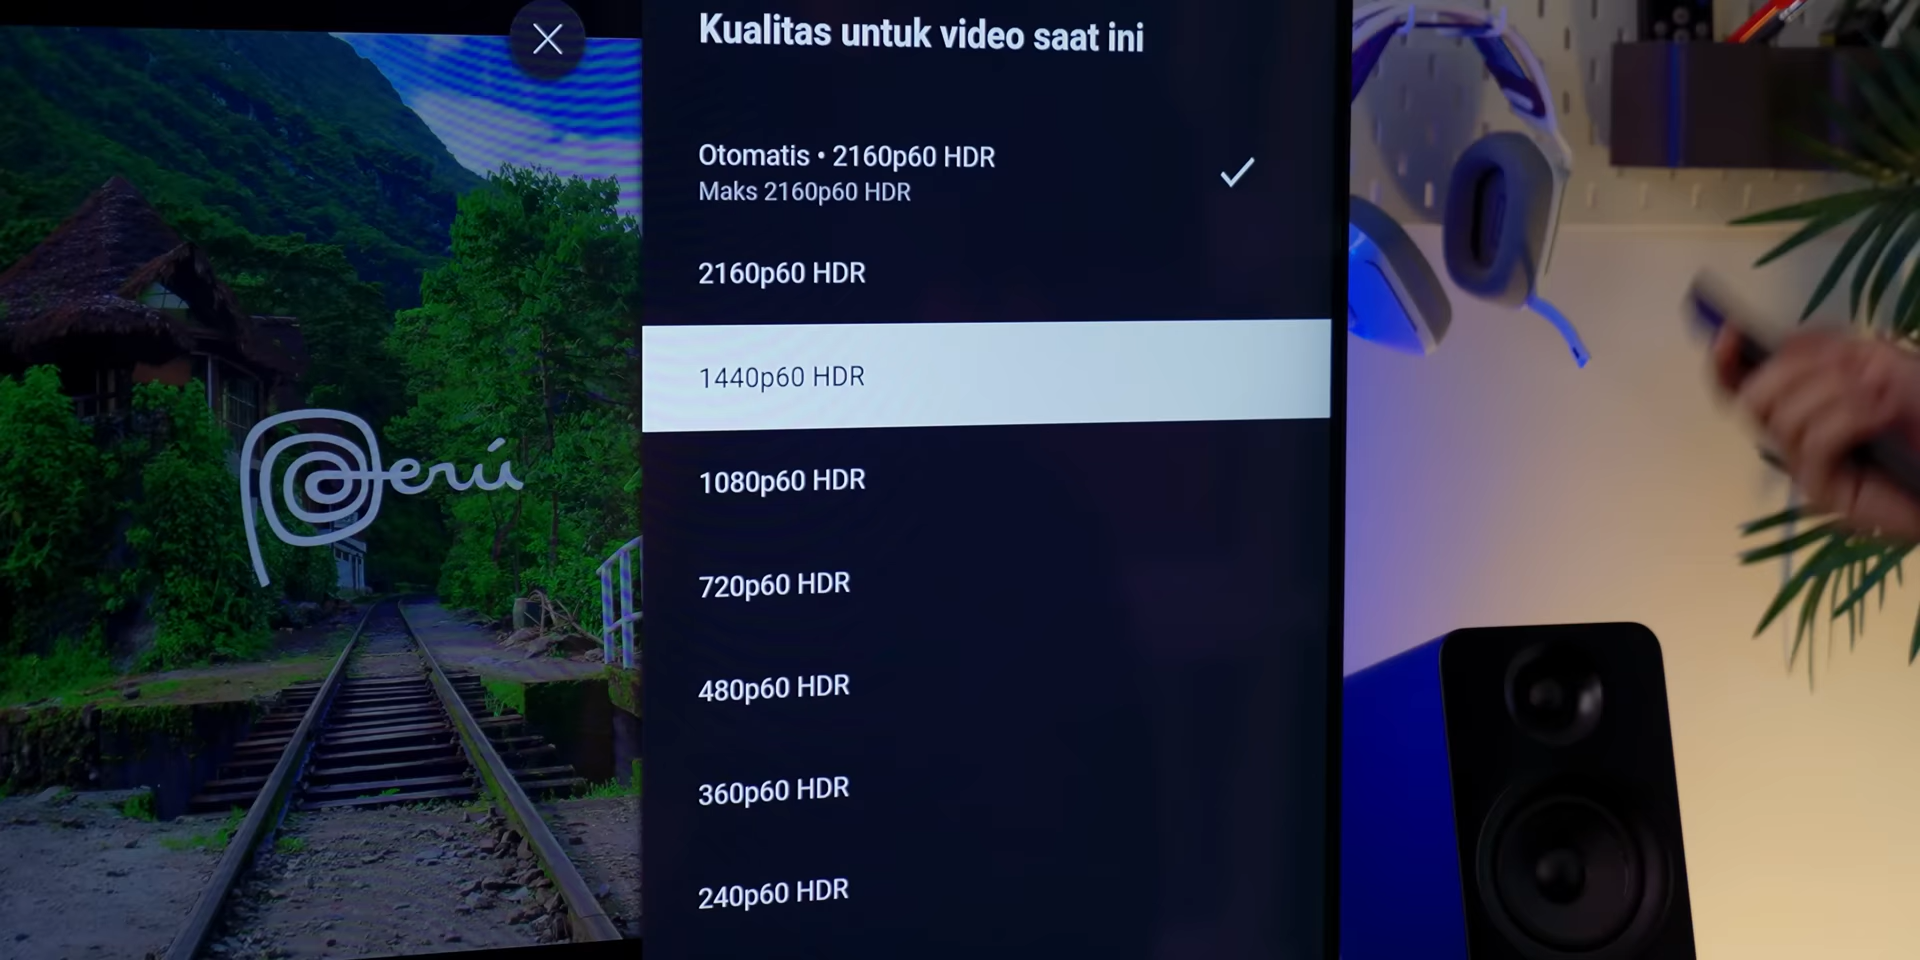 Kualitas untuk video saat ini
Otomatis • 2160p60 HDR
Maks 2160p60 HDR
2160p60 HDR
1440p60 HDR
1080p60 HDR
720p60 HDR
480p60 HDR
360p60 HDR
240p60 HDR
Perú